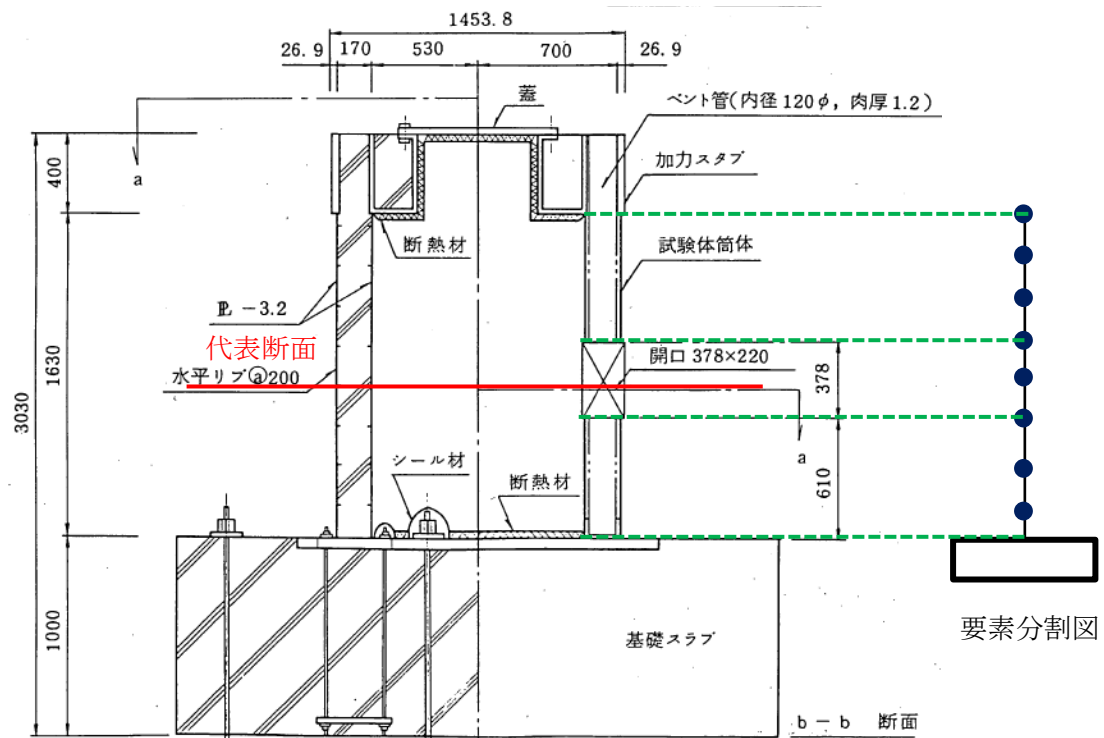 1453.8
26.9
170
530
700
26.9
蓋
ベント管(内径120φ, 肉厚1.2)
a
400
加力スタブ
断熱材
試験体筒体
PL -3.2
代表断面
水平リブⓐ200
開口 378×220
378
1630
3030
a
シール材
断熱材
610
1000
基礎スラブ
要素分割図
b - b 断面